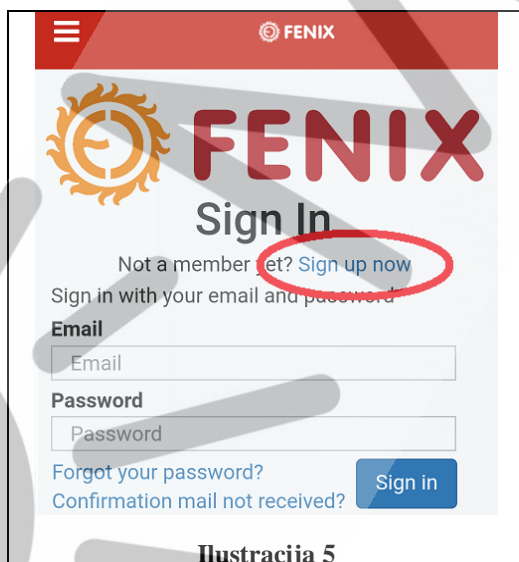 FENIX
FENIX
Sign In
Not a member yet? Sign up now
Sign in with your email and password
Email
Email
Password
Password
Forgot your password?
Sign in
Confirmation mail not received?
Ilustracija 5